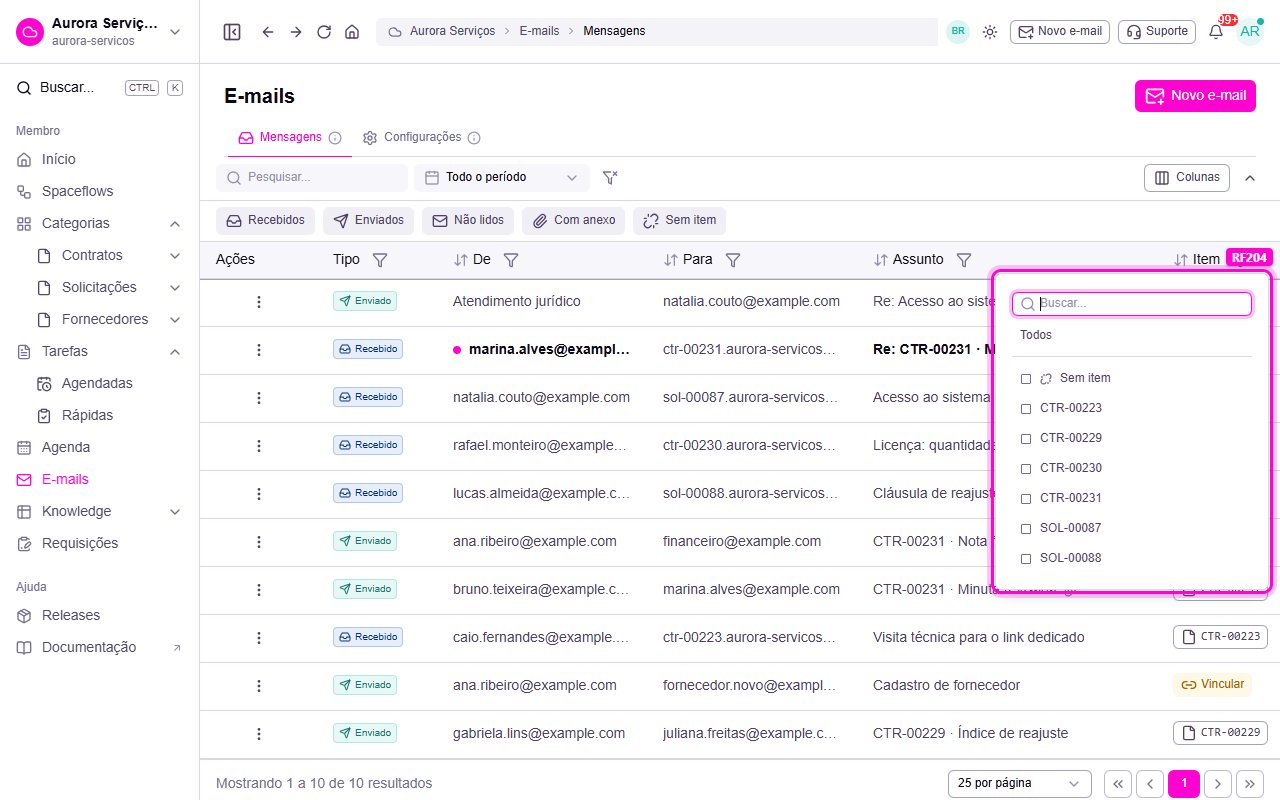 Aurora Serviç...
aurora-servicos
Aurora Serviços
E-mails
Mensagens
BR
Novo e-mail
Suporte
99+
AR
Buscar...
CTRL
K
Membro
Início
Spaceflows
Categorias
Contratos
Solicitações
Fornecedores
Tarefas
Agendadas
Rápidas
Agenda
E-mails
Knowledge
Requisições
Ajuda
Releases
Documentação
E-mails
Novo e-mail
Mensagens
Configurações
Pesquisar...
Todo o período
Colunas
Recebidos
Enviados
Não lidos
Com anexo
Sem item
Ações
Tipo
De
Para
Assunto
Item
RF204
Enviado
Atendimento jurídico
natalia.couto@example.com
Re: Acesso ao siste
Recebido
marina.alves@exampl...
ctr-00231.aurora-servicos...
Re: CTR-00231 · M
Recebido
natalia.couto@example.com
sol-00087.aurora-servicos...
Acesso ao sistema
Recebido
rafael.monteiro@example...
ctr-00230.aurora-servicos...
Licença: quantidad
Recebido
lucas.almeida@example.c...
sol-00088.aurora-servicos...
Cláusula de reajust
Enviado
ana.ribeiro@example.com
financeiro@example.com
CTR-00231 · Nota
Enviado
bruno.teixeira@example.c...
marina.alves@example.com
CTR-00231 · Minut
Recebido
caio.fernandes@example....
ctr-00223.aurora-servicos...
Visita técnica para o link dedicado
CTR-00223
Enviado
ana.ribeiro@example.com
fornecedor.novo@exampl...
Cadastro de fornecedor
Vincular
Enviado
gabriela.lins@example.com
juliana.freitas@example.c...
CTR-00229 · Índice de reajuste
CTR-00229
Buscar...
Todos
Sem item
CTR-00223
CTR-00229
CTR-00230
CTR-00231
SOL-00087
SOL-00088
Mostrando 1 a 10 de 10 resultados
25 por página
1